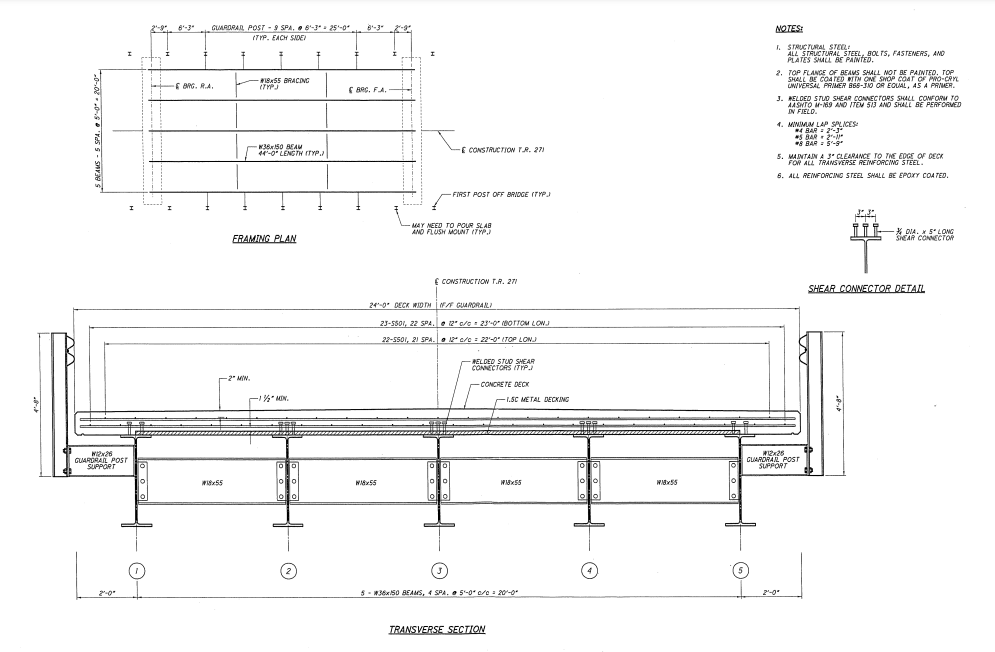 2'-9" 6'-3" GUARDRAIL POST - 9 SPA. @ 6'-3" = 25'-0" 6'-3" 2'-9"
(TYP. EACH SIDE)
5 BEAMS - 5 SPA. @ 5'-0" = 20'-0"
℄ BRG. R.A.
W18x55 BRACING
(TYP.)
℄ BRG. F.A.
W36x150 BEAM
44'-0" LENGTH (TYP.)
℄ CONSTRUCTION T.R. 271
FIRST POST OFF BRIDGE (TYP.)
MAY NEED TO POUR SLAB
AND FLUSH MOUNT (TYP.)
FRAMING PLAN
NOTES:
1. STRUCTURAL STEEL:
ALL STRUCTURAL STEEL, BOLTS, FASTENERS, AND
PLATES SHALL BE PAINTED.
2. TOP FLANGE OF BEAMS SHALL NOT BE PAINTED. TOP
SHALL BE COATED WITH ONE SHOP COAT OF PRO-CRYL
UNIVERSAL PRIMER B66-310 OR EQUAL, AS A PRIMER.
3. WELDED STUD SHEAR CONNECTORS SHALL CONFORM TO
AASHTO M-169 AND ITEM 513 AND SHALL BE PERFORMED
IN FIELD.
4. MINIMUM LAP SPLICES:
#4 BAR = 2'-3"
#5 BAR = 2'-11"
#8 BAR = 5'-9"
5. MAINTAIN A 3" CLEARANCE TO THE EDGE OF DECK
FOR ALL TRANSVERSE REINFORCING STEEL.
6. ALL REINFORCING STEEL SHALL BE EPOXY COATED.
3" 3"
DIA. x 5" LONG
SHEAR CONNECTOR
SHEAR CONNECTOR DETAIL
℄ CONSTRUCTION T.R. 271
24'-0" DECK WIDTH (F/F GUARDRAIL)
23-S501, 22 SPA. @ 12" c/c = 23'-0" (BOTTOM LON.)
22-S501, 21 SPA. @ 12" c/c = 22'-0" (TOP LON.)
WELDED STUD SHEAR
CONNECTORS (TYP.)
2" MIN.
CONCRETE DECK
1 ½" MIN.
1.5C METAL DECKING
4'-8"
4'-8"
W12x26
GUARDRAIL POST
SUPPORT
W18x55 W18x55 W18x55 W18x55
W12x26
GUARDRAIL POST
SUPPORT
1 2 3 4 5
2'-0" 5 - W36x150 BEAMS, 4 SPA. @ 5'-0" c/c = 20'-0" 2'-0"
TRANSVERSE SECTION